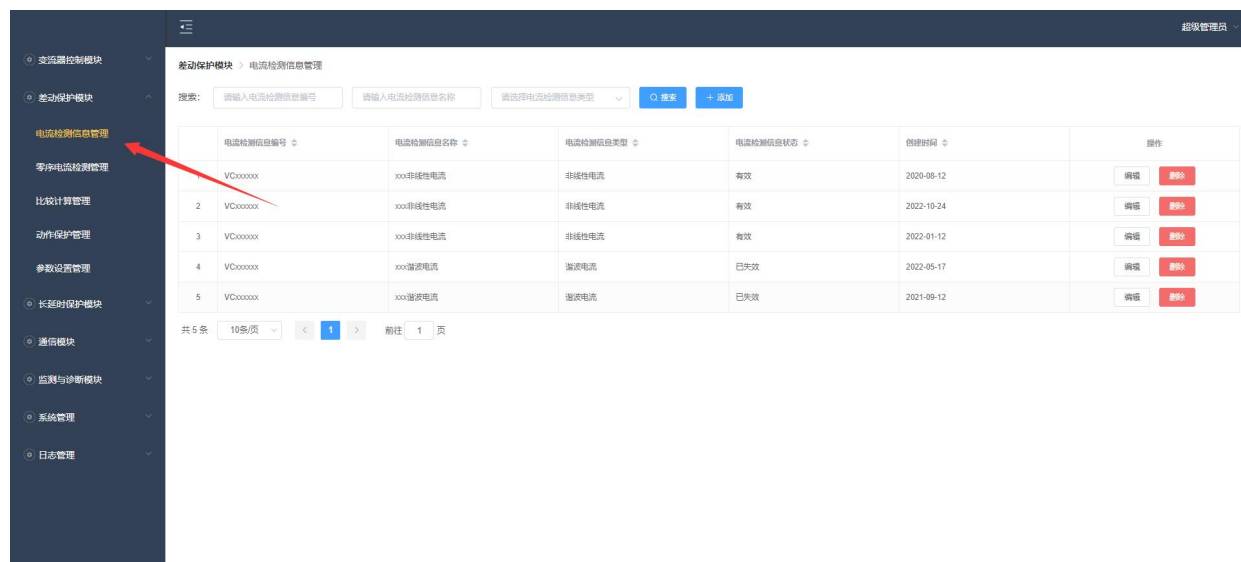 超级管理员
变流器控制模块
差动保护模块
电流检测信息管理
零序电流检测管理
比较计算管理
动作保护管理
参数设置管理
长延时保护模块
通信模块
监测与诊断模块
系统管理
日志管理
差动保护模块 > 电流检测信息管理
搜索: 请输入电流检测信息编号 请输入电流检测信息名称 请选择电流检测信息类型 搜索 + 添加
电流检测信息编号 电流检测信息名称 电流检测信息类型 电流检测信息状态 创建时间 操作
1 VCxxxxxx xxx非线性电流 非线性电流 有效 2020-08-12 编辑 删除
2 VCxxxxxx xxx非线性电流 非线性电流 有效 2022-10-24 编辑 删除
3 VCxxxxxx xxx非线性电流 非线性电流 有效 2022-01-12 编辑 删除
4 VCxxxxxx xxx谐波电流 谐波电流 已失效 2022-05-17 编辑 删除
5 VCxxxxxx xxx谐波电流 谐波电流 已失效 2021-09-12 编辑 删除
共 5 条 10条/页 < 1 > 前往 1 页